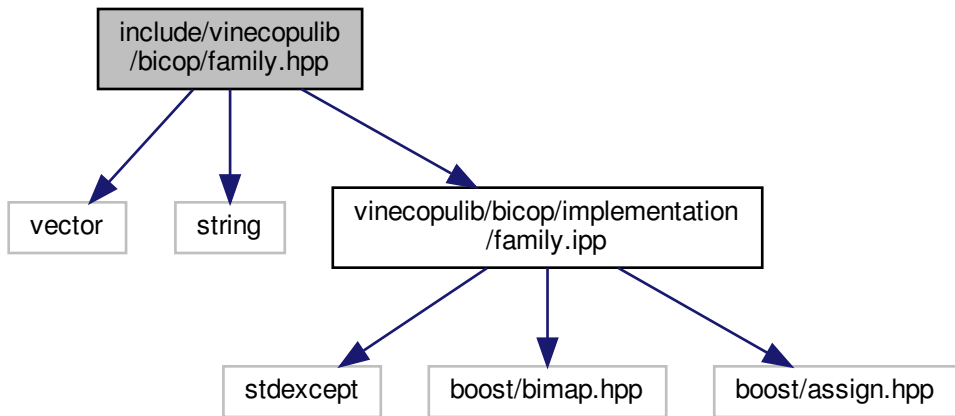 include/vinecopulib
/bicop/family.hpp
vector
string
vinecopulib/bicop/implementation
/family.ipp
stdexcept
boost/bimap.hpp
boost/assign.hpp